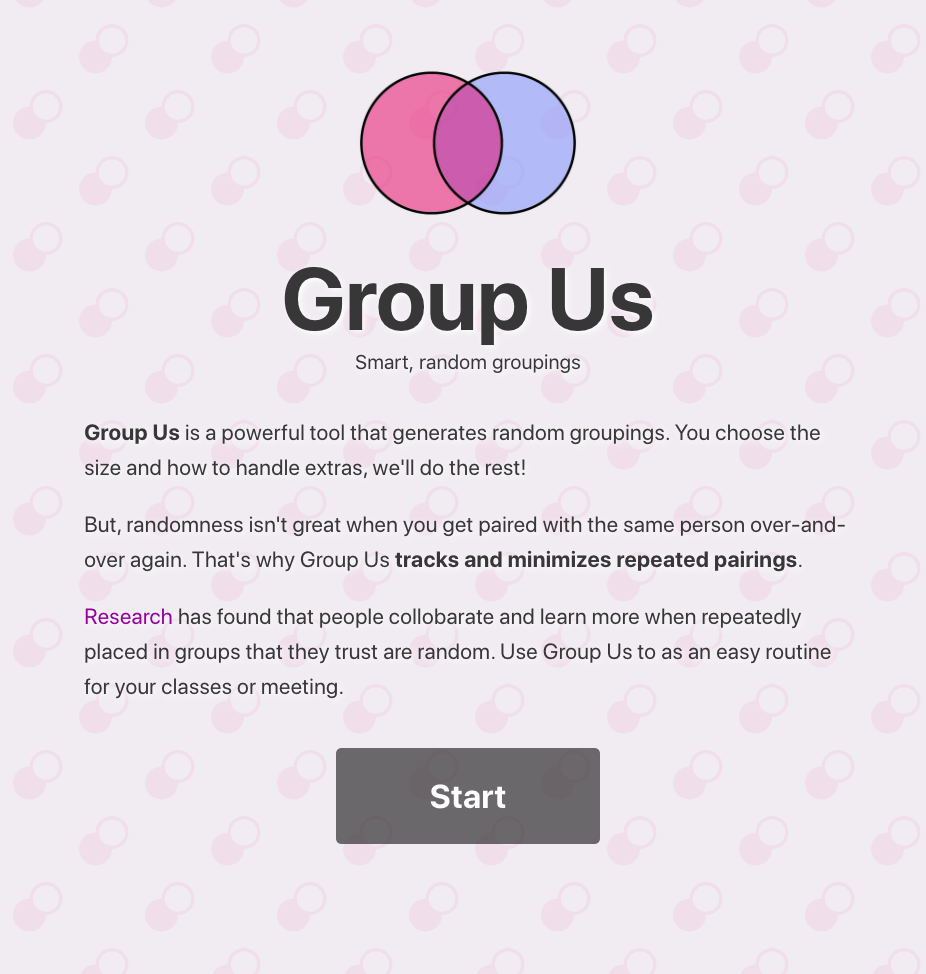 Group Us
Smart, random groupings
Group Us is a powerful tool that generates random groupings. You choose the
size and how to handle extras, we'll do the rest!
But, randomness isn't great when you get paired with the same person over-and-
over again. That's why Group Us tracks and minimizes repeated pairings.
Research has found that people collobarate and learn more when repeatedly
placed in groups that they trust are random. Use Group Us to as an easy routine
for your classes or meeting.
Start